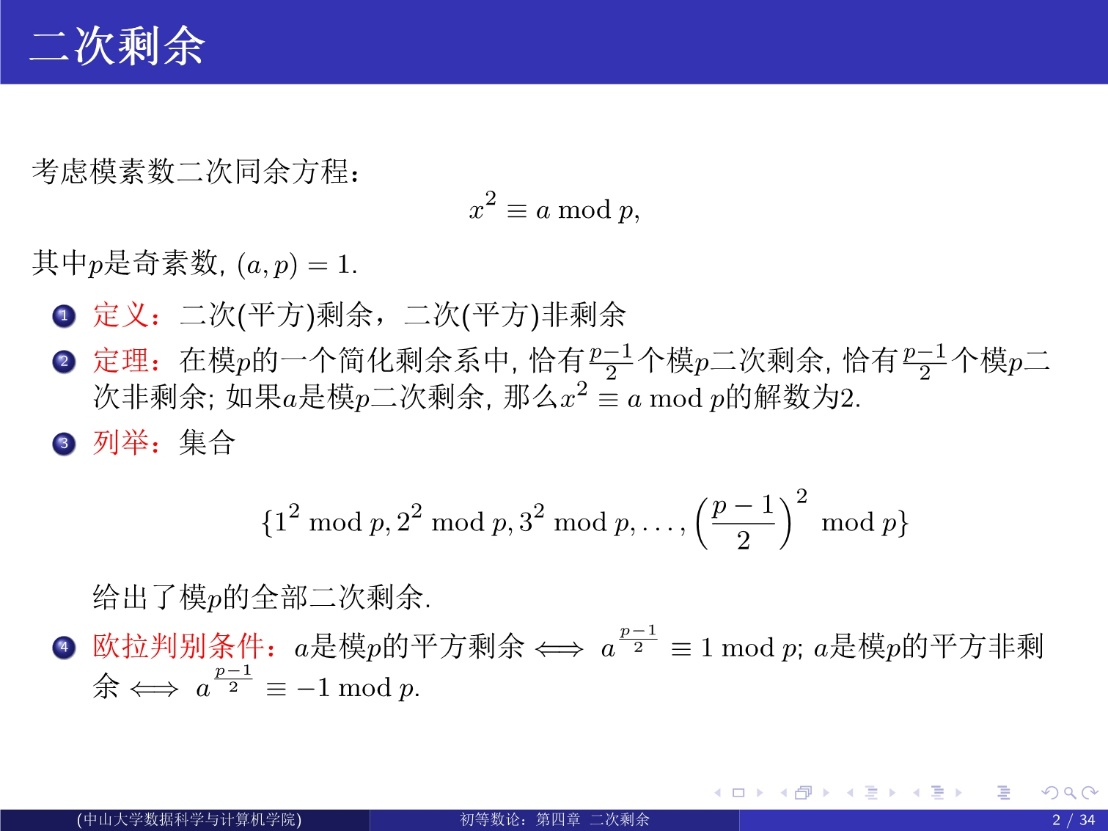 二次剩余
考虑模素数二次同余方程：
x² ≡ a mod p,
其中p是奇素数, (a, p) = 1.
1 定义：二次(平方)剩余，二次(平方)非剩余
2 定理：在模p的一个简化剩余系中, 恰有 (p−1)/2 个模p二次剩余, 恰有 (p−1)/2 个模p二
次非剩余; 如果a是模p二次剩余, 那么x² ≡ a mod p的解数为2.
3 列举：集合
{1² mod p, 2² mod p, 3² mod p, . . . , ((p − 1)/2)² mod p}
给出了模p的全部二次剩余.
4 欧拉判别条件：a是模p的平方剩余 ⟺ a^((p−1)/2) ≡ 1 mod p; a是模p的平方非剩
余 ⟺ a^((p−1)/2) ≡ −1 mod p.
(中山大学数据科学与计算机学院) 初等数论：第四章 二次剩余 2 / 34